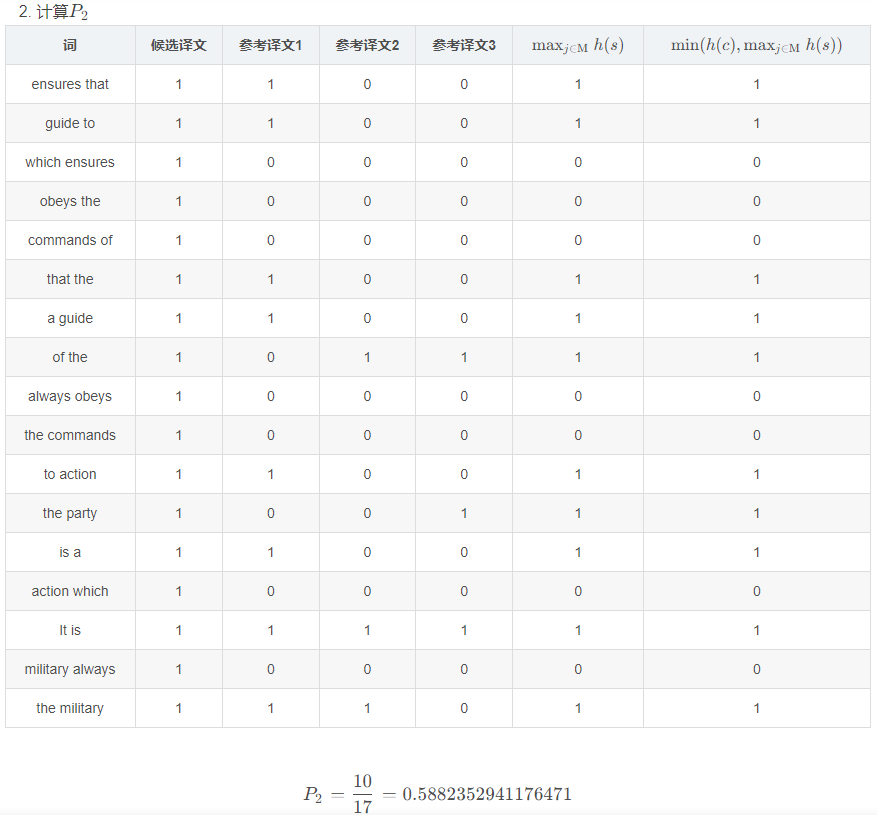 2. 计算P₂
词 候选译文 参考译文1 参考译文2 参考译文3 max_{j∈M} h(s) min(h(c), max_{j∈M} h(s))
ensures that 1 1 0 0 1 1
guide to 1 1 0 0 1 1
which ensures 1 0 0 0 0 0
obeys the 1 0 0 0 0 0
commands of 1 0 0 0 0 0
that the 1 1 0 0 1 1
a guide 1 1 0 0 1 1
of the 1 0 1 1 1 1
always obeys 1 0 0 0 0 0
the commands 1 0 0 0 0 0
to action 1 1 0 0 1 1
the party 1 0 0 1 1 1
is a 1 1 0 0 1 1
action which 1 0 0 0 0 0
It is 1 1 1 1 1 1
military always 1 0 0 0 0 0
the military 1 1 1 0 1 1
P₂ = 10/17 = 0.5882352941176471